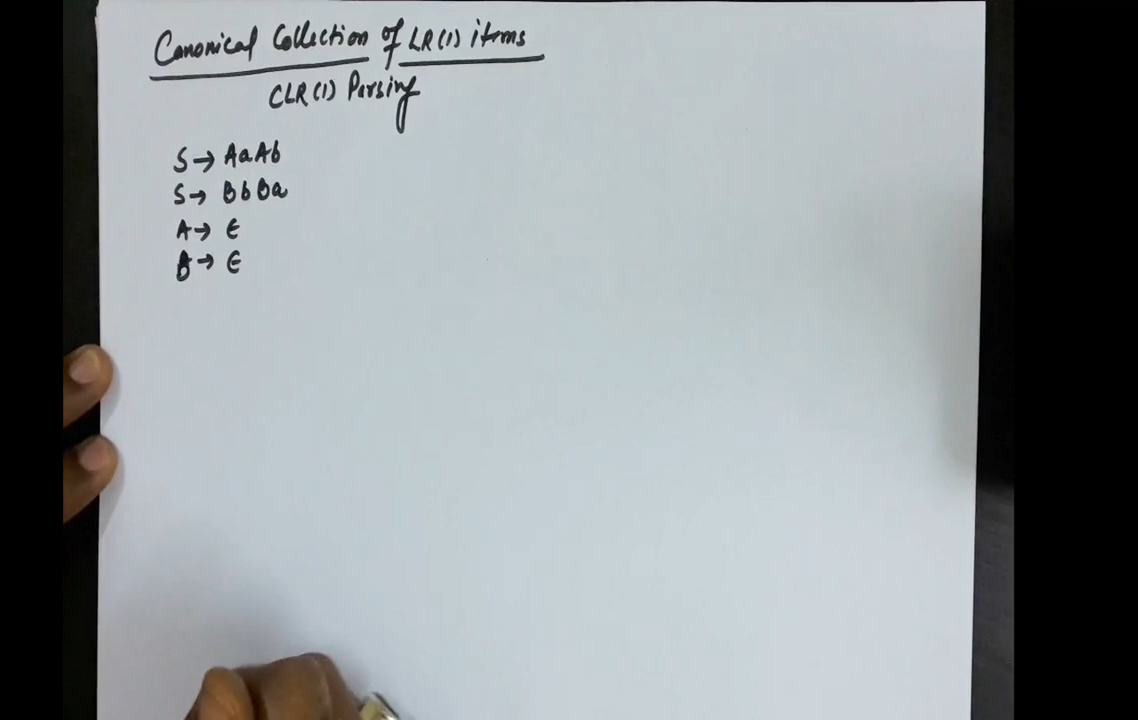 Canonical Collection of LR(1) items
CLR(1) Parsing
S → AaAb
S → BbBa
A → ϵ
B → ϵ